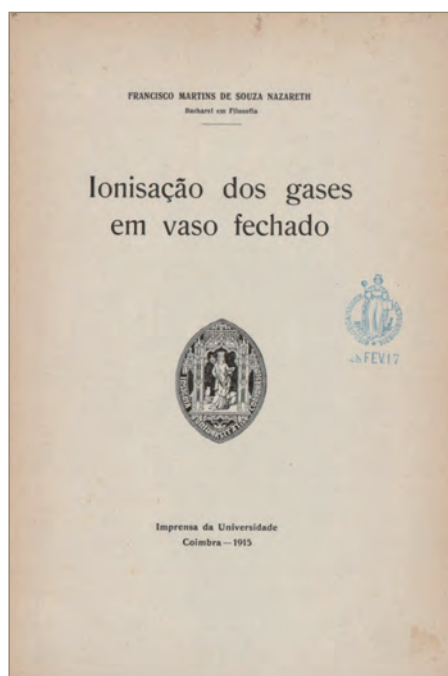 FRANCISCO MARTINS DE SOUZA NAZARETH
Bacharel em Filosofia
Ionisação dos gases
em vaso fechado
FEV.17
Imprensa da Universidade
Coimbra — 1915